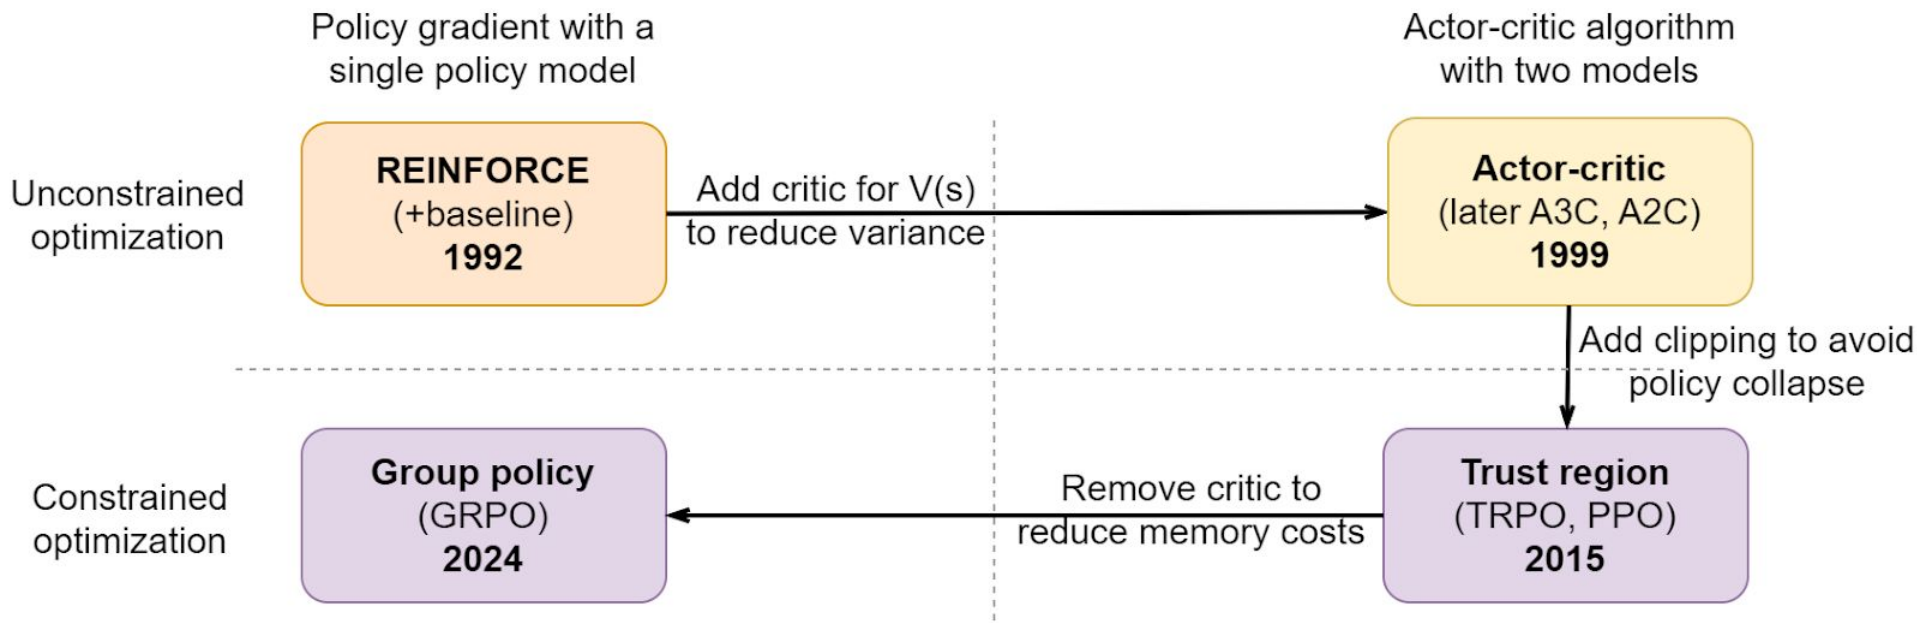 Policy gradient with a
single policy model
Actor-critic algorithm
with two models
Unconstrained
optimization
REINFORCE
(+baseline)
1992
Add critic for V(s)
to reduce variance
Actor-critic
(later A3C, A2C)
1999
Add clipping to avoid
policy collapse
Constrained
optimization
Group policy
(GRPO)
2024
Remove critic to
reduce memory costs
Trust region
(TRPO, PPO)
2015